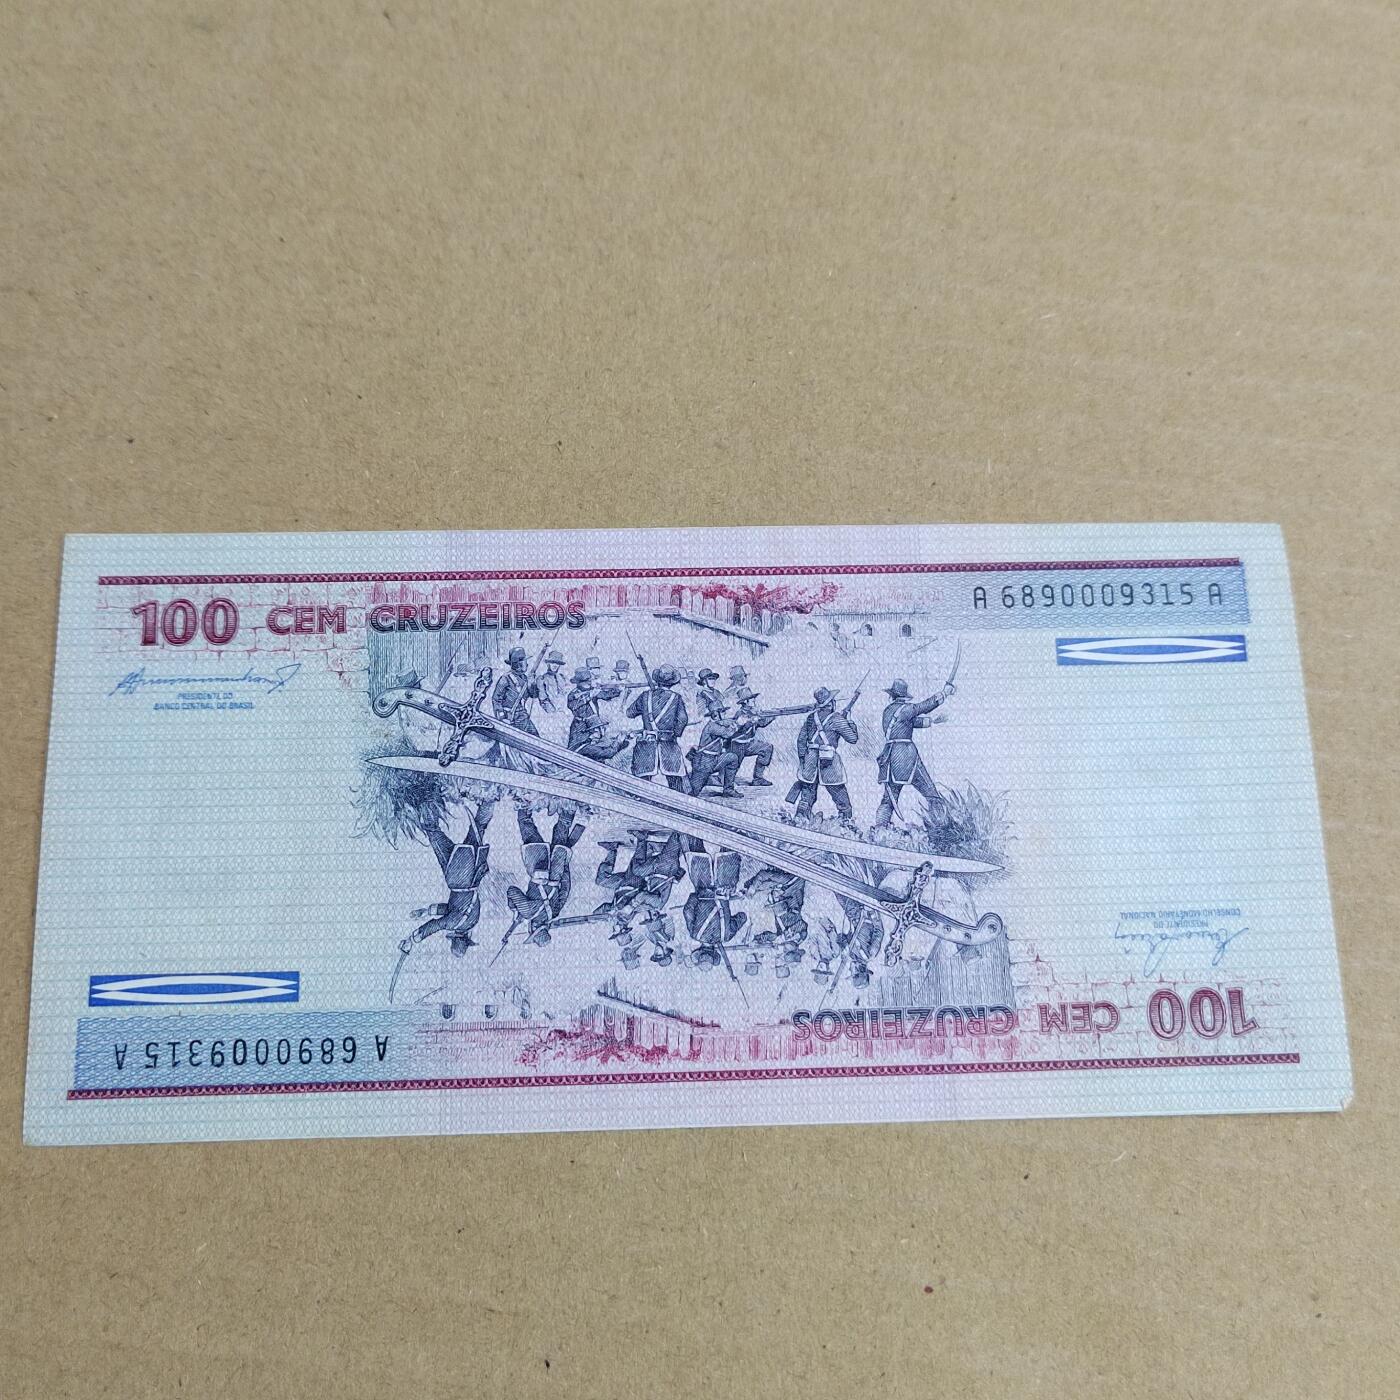 100 CEM CRUZEIROS
A 6890009315 A
PRESIDENTE DO
BANCO CENTRAL DO BRASIL
PRESIDENTE DO
CONSELHO MONETÁRIO NACIONAL
100 CEM CRUZEIROS
A 6890009315 A